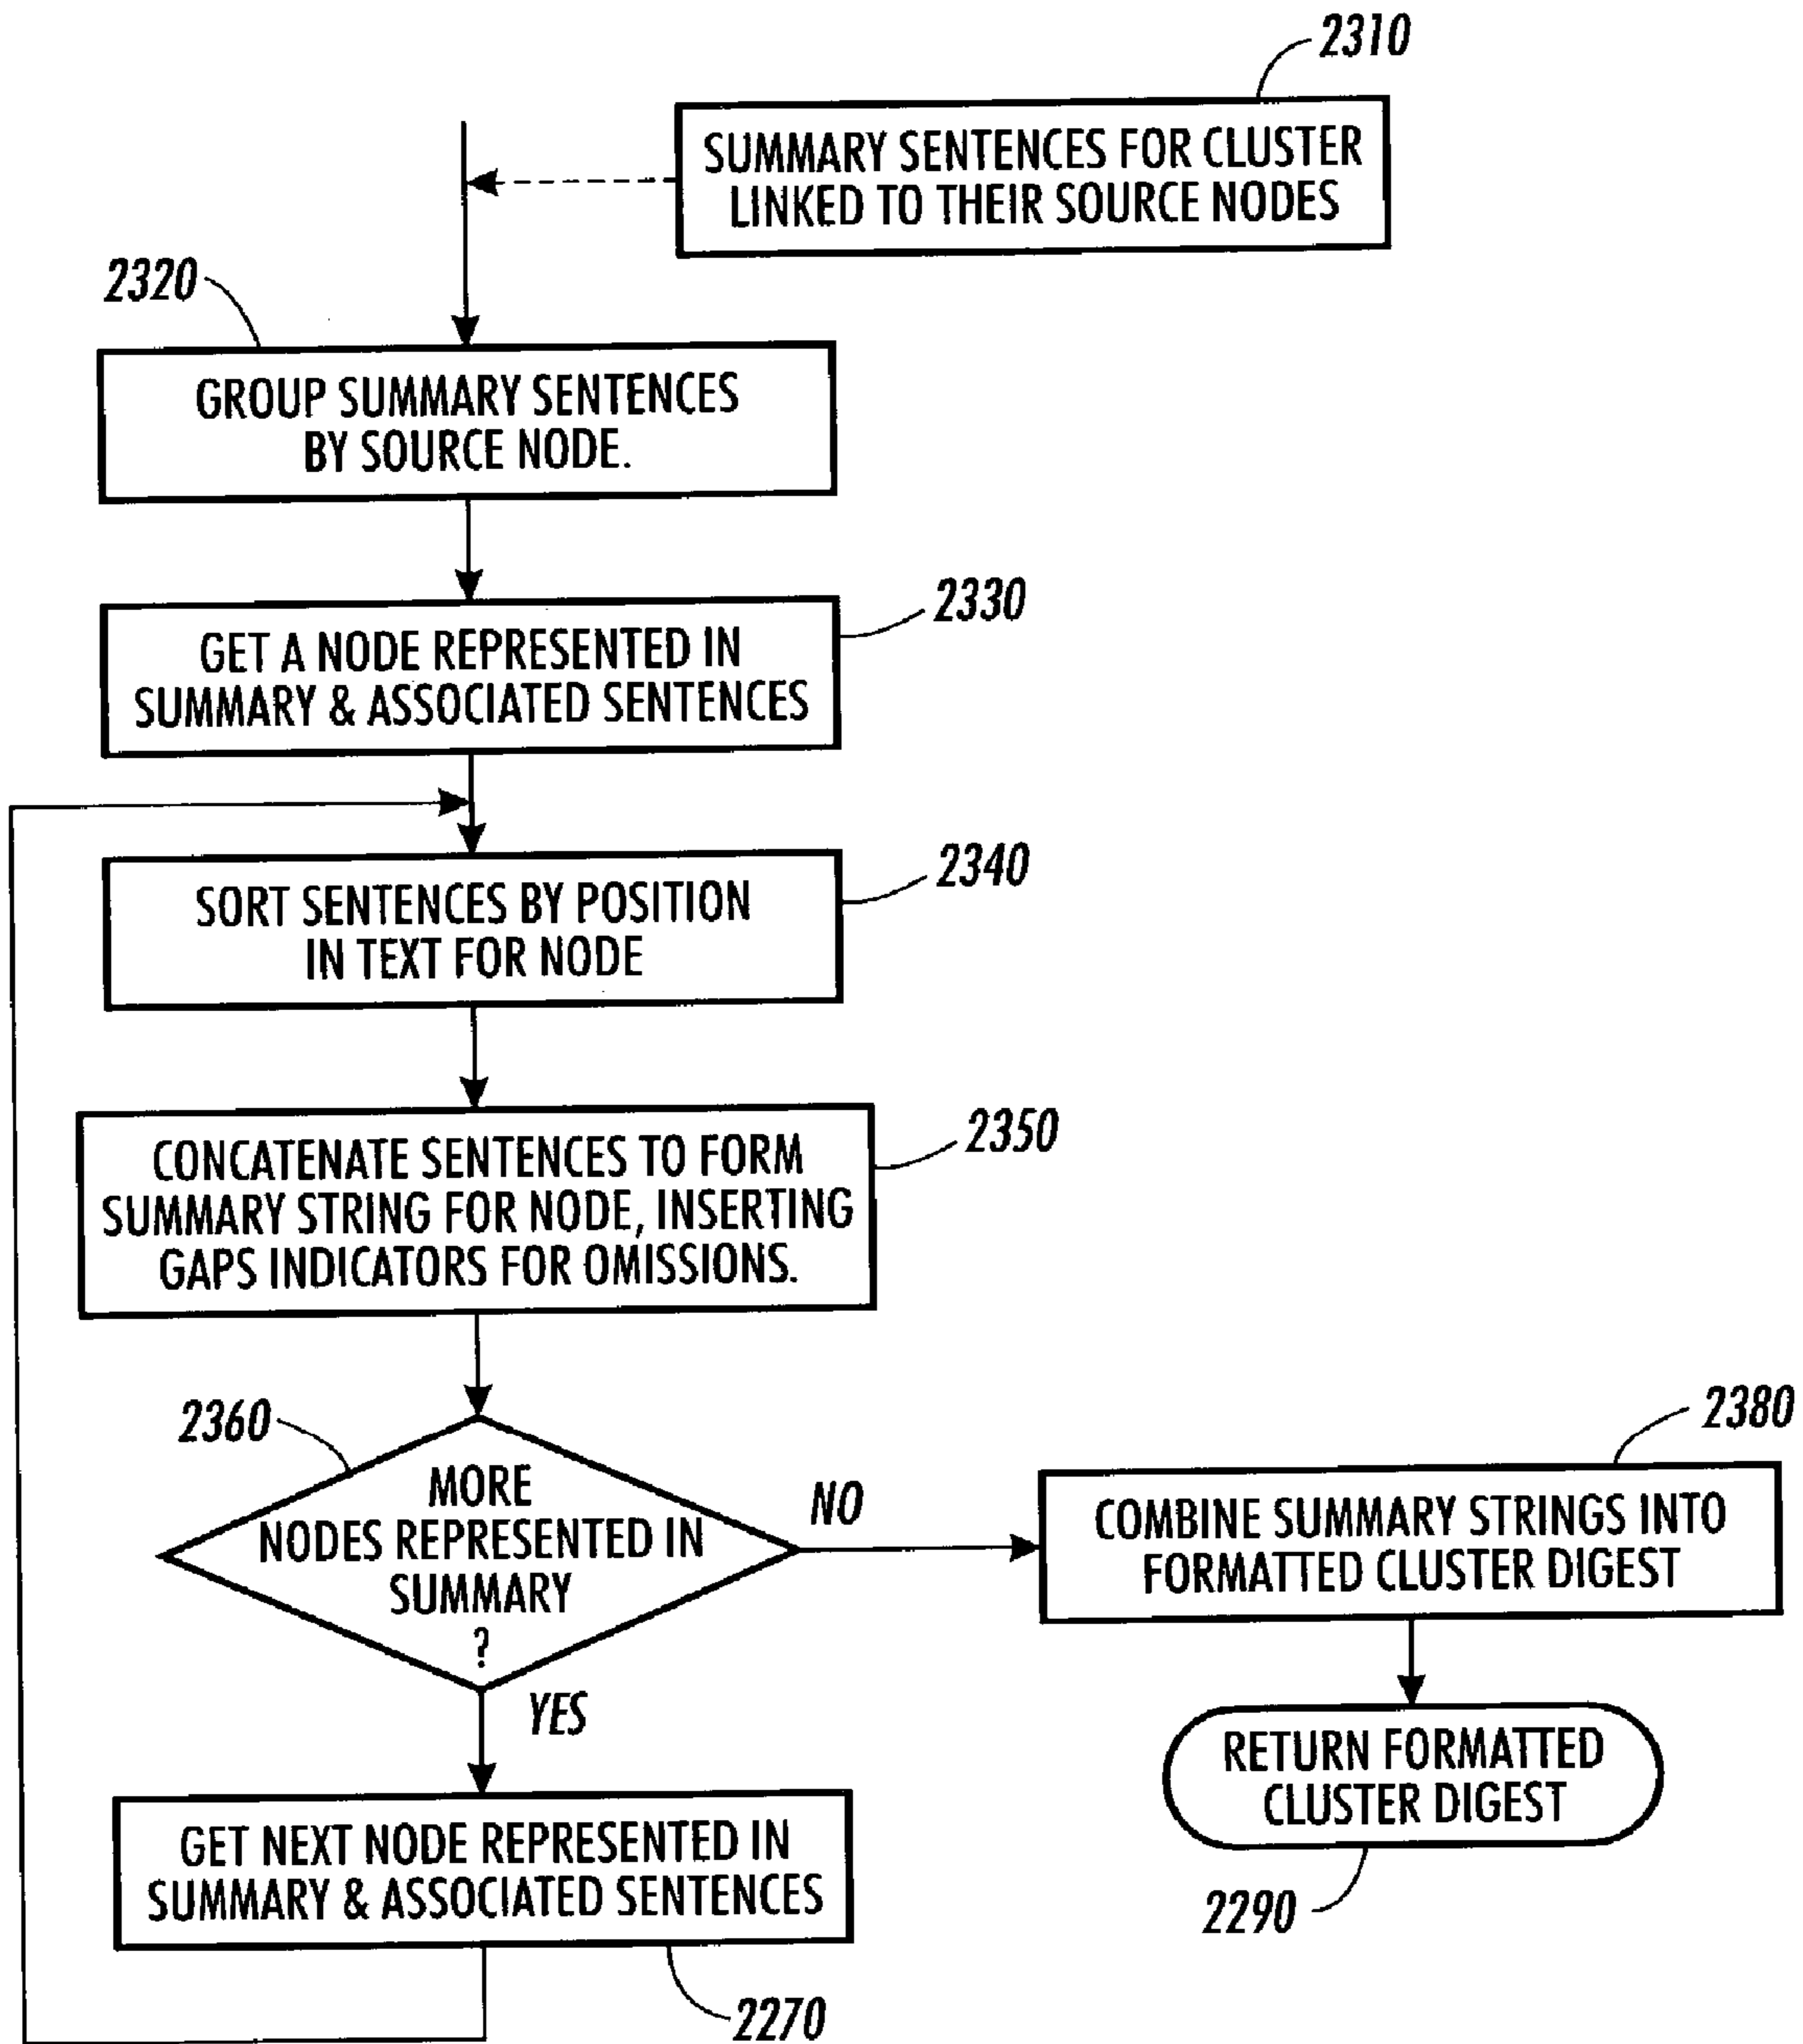 2310
SUMMARY SENTENCES FOR CLUSTER
LINKED TO THEIR SOURCE NODES
2320
GROUP SUMMARY SENTENCES
BY SOURCE NODE.
2330
GET A NODE REPRESENTED IN
SUMMARY & ASSOCIATED SENTENCES
2340
SORT SENTENCES BY POSITION
IN TEXT FOR NODE
2350
CONCATENATE SENTENCES TO FORM
SUMMARY STRING FOR NODE, INSERTING
GAPS INDICATORS FOR OMISSIONS.
2360
MORE
NODES REPRESENTED IN
SUMMARY
?
NO
YES
2380
COMBINE SUMMARY STRINGS INTO
FORMATTED CLUSTER DIGEST
RETURN FORMATTED
CLUSTER DIGEST
2290
GET NEXT NODE REPRESENTED IN
SUMMARY & ASSOCIATED SENTENCES
2270